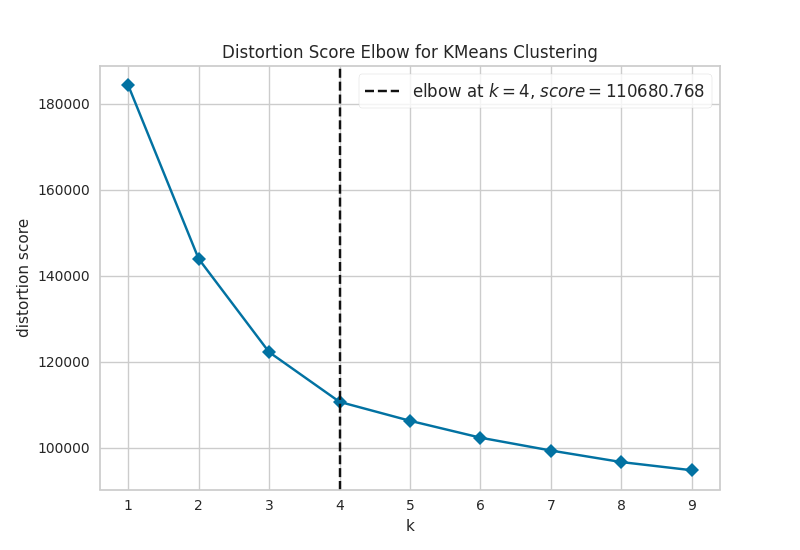 Distortion Score Elbow for KMeans Clustering
elbow at k = 4, score = 110680.768
180000
160000
140000
120000
100000
distortion score
1 2 3 4 5 6 7 8 9
k